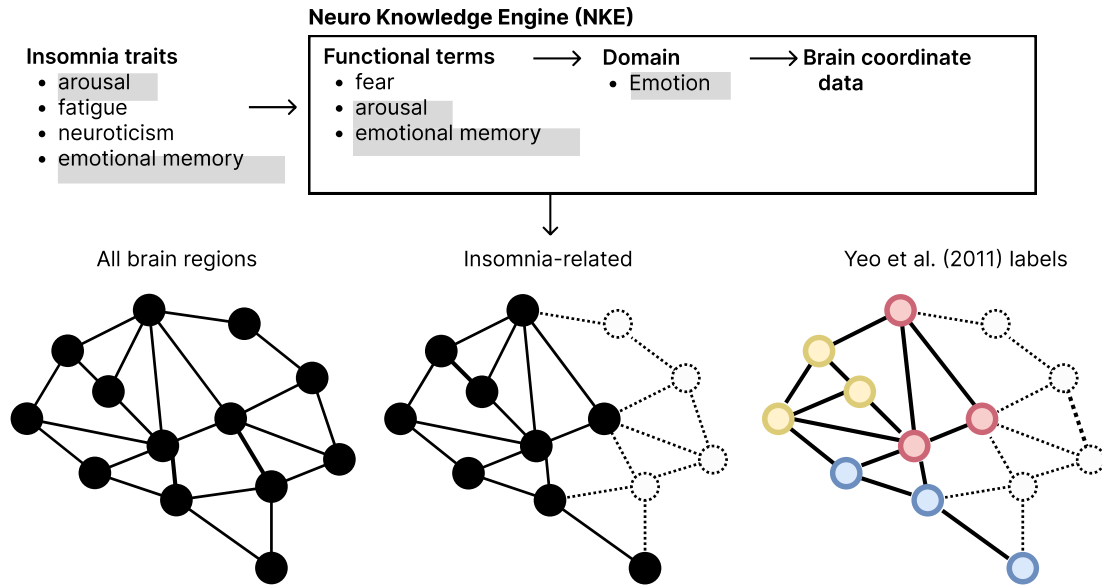 Neuro Knowledge Engine (NKE)
Insomnia traits
• arousal
• fatigue
• neuroticism
• emotional memory
Functional terms
• fear
• arousal
• emotional memory
Domain
• Emotion
Brain coordinate
data
All brain regions
Insomnia-related
Yeo et al. (2011) labels